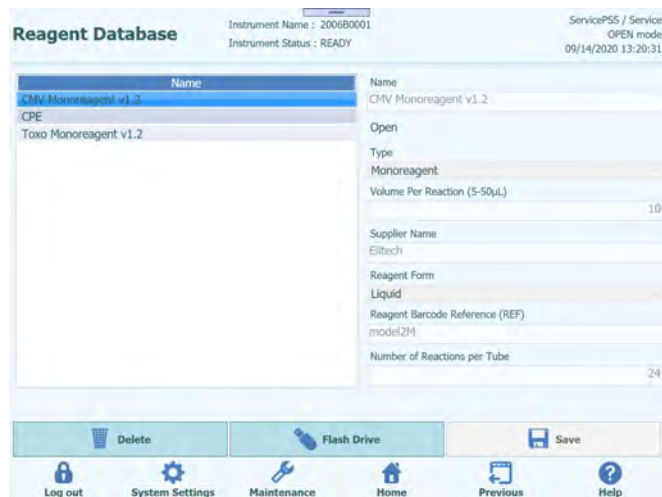 Reagent Database
Instrument Name : 2006B0001
Instrument Status : READY
ServicePSS / Service
OPEN mode
09/14/2020 13:20:31
Name
CMV Monoreagent v1.2
CPE
Toxo Monoreagent v1.2
Name
CMV Monoreagent v1.2
Open
Type
Monoreagent
Volume Per Reaction (5-50µL)
10
Supplier Name
Elitech
Reagent Form
Liquid
Reagent Barcode Reference (REF)
model2M
Number of Reactions per Tube
24
Delete
Flash Drive
Save
Log out
System Settings
Maintenance
Home
Previous
Help